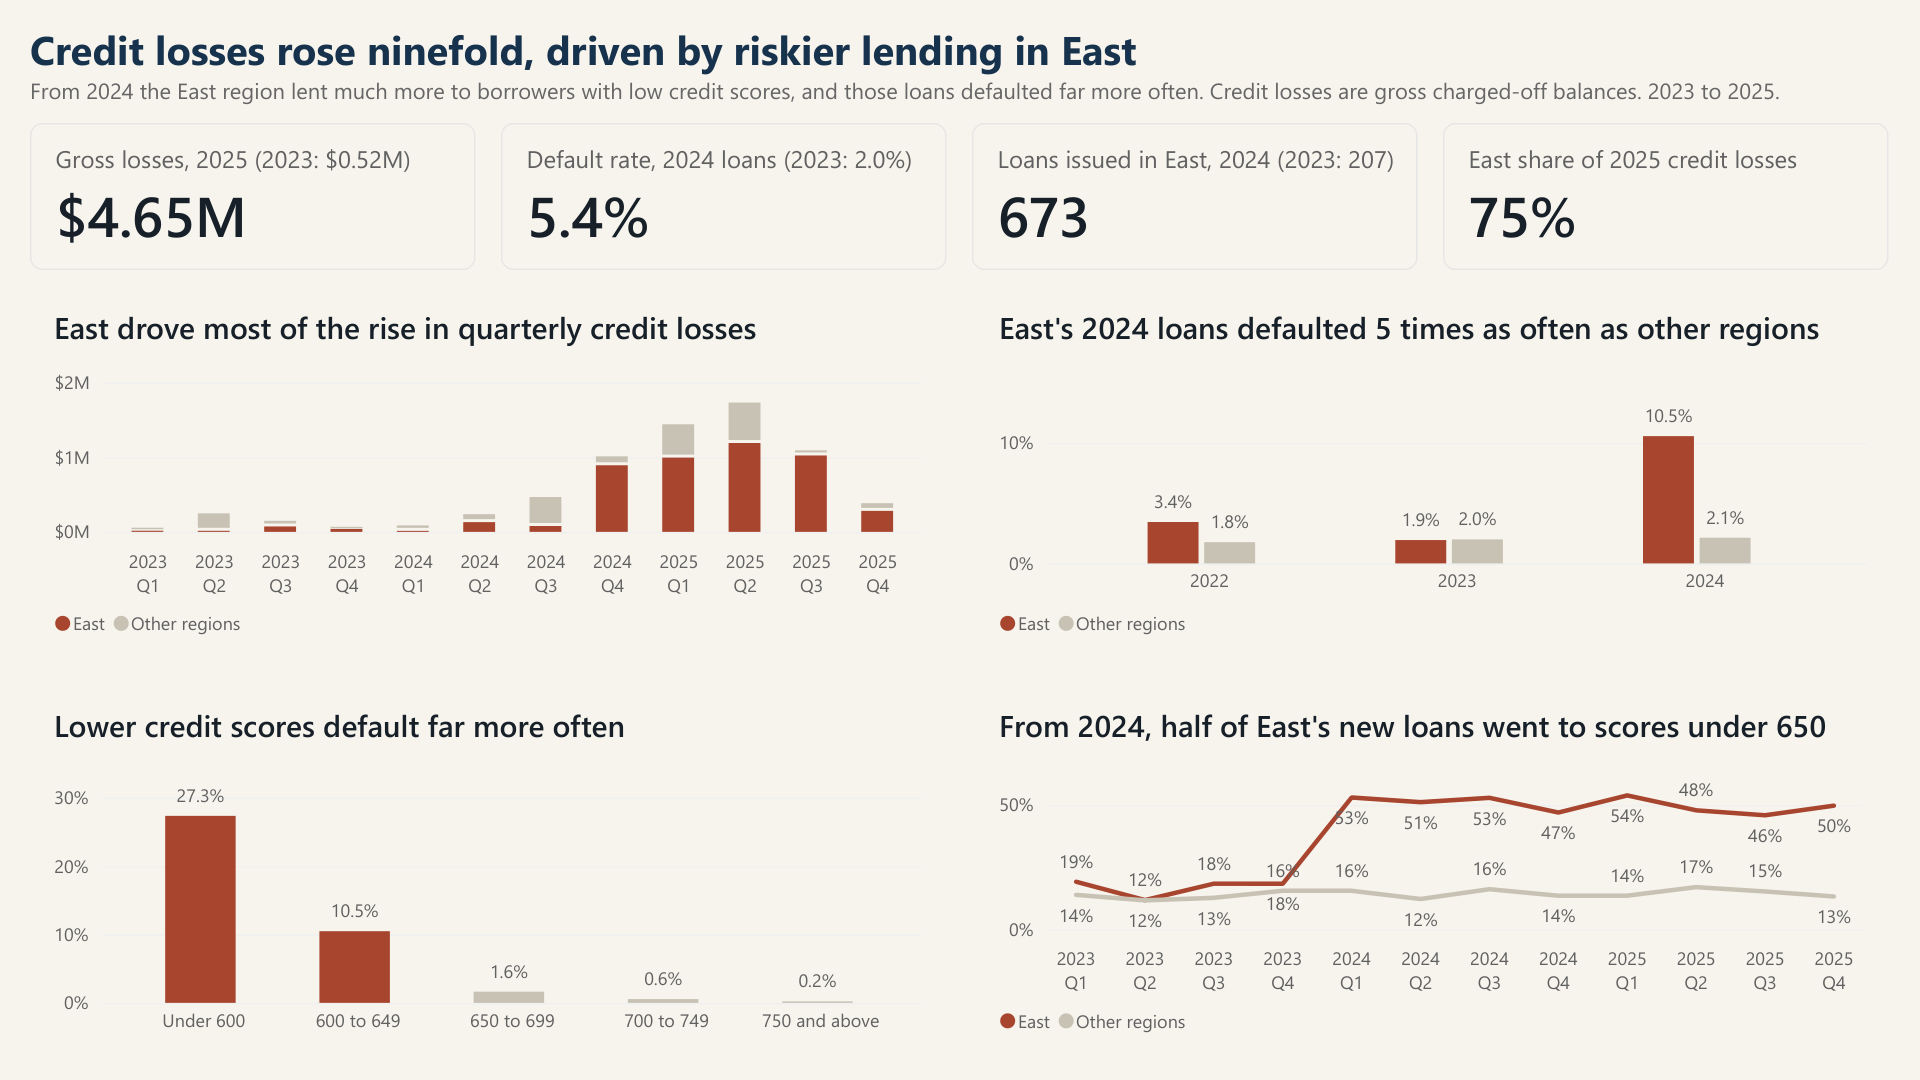 Credit losses rose ninefold, driven by riskier lending in East
From 2024 the East region lent much more to borrowers with low credit scores, and those loans defaulted far more often. Credit losses are gross charged-off balances. 2023 to 2025.
Gross losses, 2025 (2023: $0.52M)
$4.65M
Default rate, 2024 loans (2023: 2.0%)
5.4%
Loans issued in East, 2024 (2023: 207)
673
East share of 2025 credit losses
75%
East drove most of the rise in quarterly credit losses
$2M
$1M
$0M
2023 2023 2023 2023 2024 2024 2024 2024 2025 2025 2025 2025
Q1 Q2 Q3 Q4 Q1 Q2 Q3 Q4 Q1 Q2 Q3 Q4
East Other regions
East's 2024 loans defaulted 5 times as often as other regions
10%
0%
3.4% 1.8% 1.9% 2.0% 10.5% 2.1%
2022 2023 2024
East Other regions
Lower credit scores default far more often
30%
20%
10%
0%
27.3% 10.5% 1.6% 0.6% 0.2%
Under 600 600 to 649 650 to 699 700 to 749 750 and above
From 2024, half of East's new loans went to scores under 650
50%
0%
19% 12% 18% 18% 53% 51% 53% 47% 54% 48% 46% 50%
14% 12% 13% 16% 16% 12% 16% 14% 14% 17% 15% 13%
2023 2023 2023 2023 2024 2024 2024 2024 2025 2025 2025 2025
Q1 Q2 Q3 Q4 Q1 Q2 Q3 Q4 Q1 Q2 Q3 Q4
East Other regions